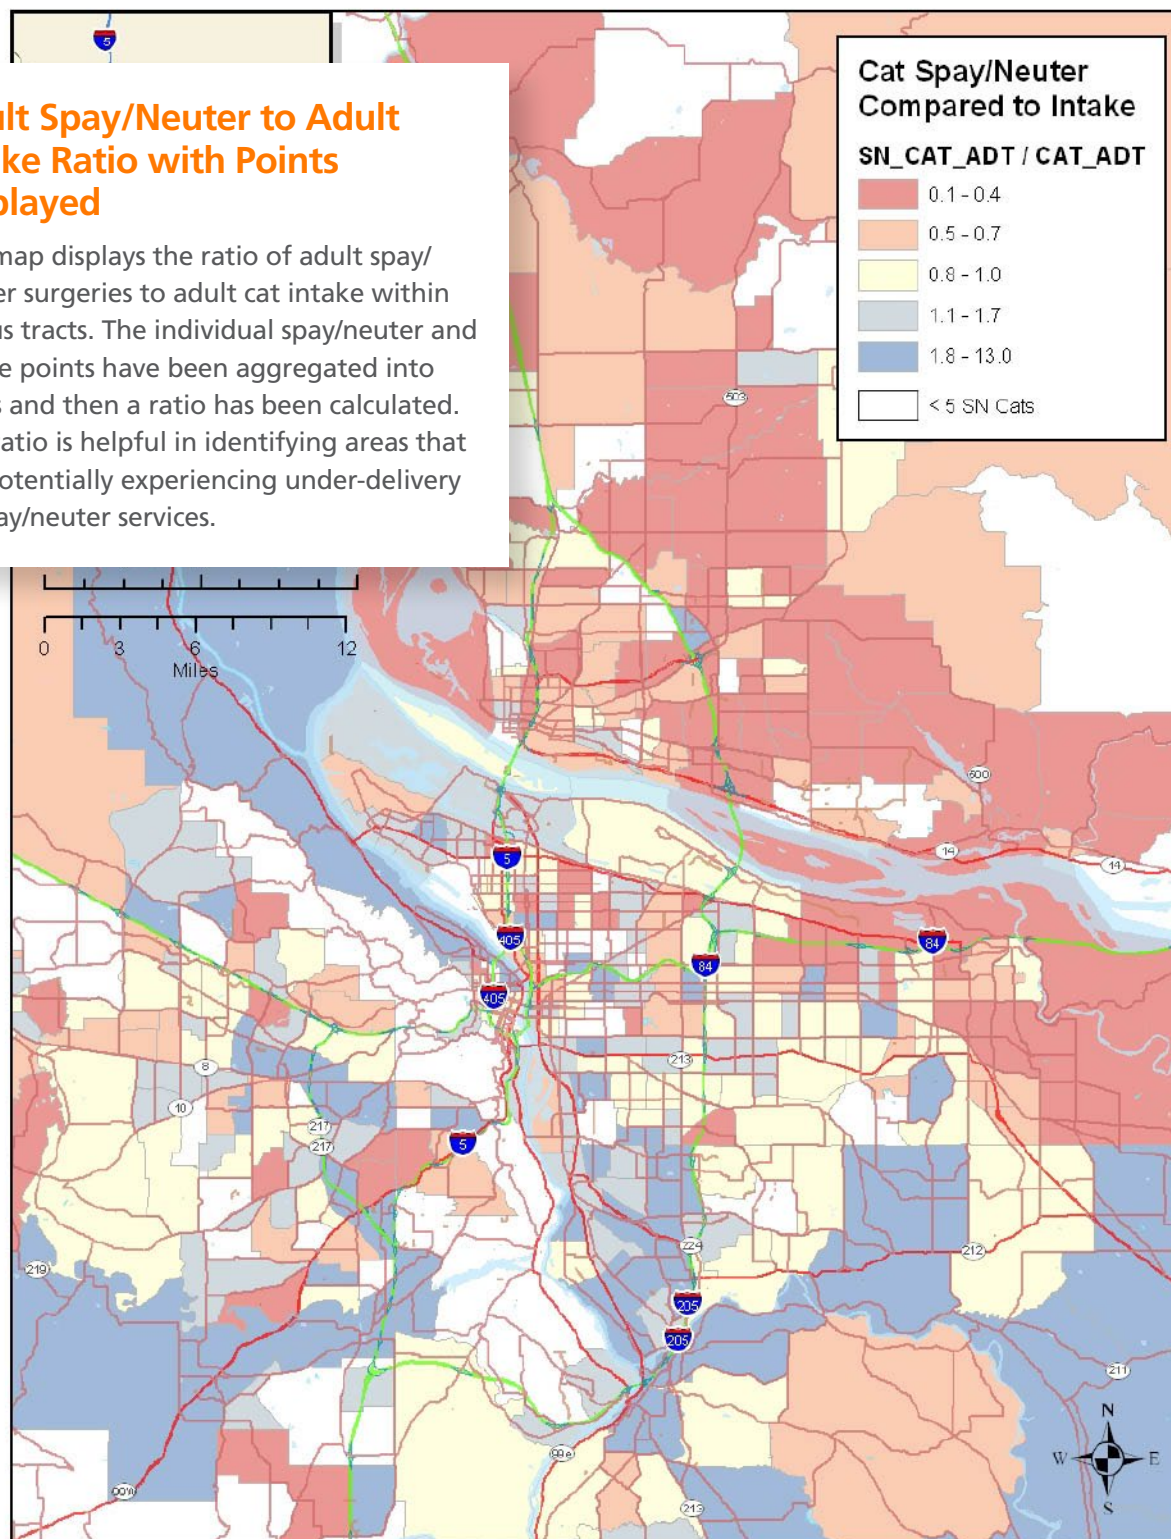 5
ult Spay/Neuter to Adult
ke Ratio with Points
played
map displays the ratio of adult spay/
er surgeries to adult cat intake within
us tracts. The individual spay/neuter and
e points have been aggregated into
s and then a ratio has been calculated.
atio is helpful in identifying areas that
otentially experiencing under-delivery
ay/neuter services.
Cat Spay/Neuter
Compared to Intake
SN_CAT_ADT / CAT_ADT
0.1 - 0.4
0.5 - 0.7
0.8 - 1.0
1.1 - 1.7
1.8 - 13.0
< 5 SN Cats
503
0 3 6 12
Miles
500
14
14
5
405
84
84
405
213
8
10
217
217
5
224
212
219
205
205
211
99e
213
N
W E
S